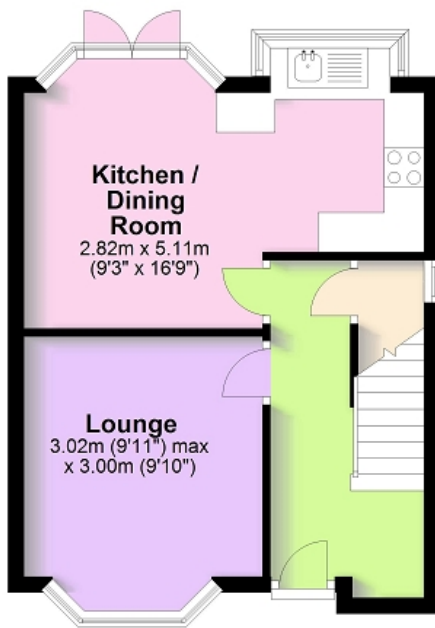 Kitchen /
Dining
Room
2.82m x 5.11m
(9'3" x 16'9")
Lounge
3.02m (9'11") max
x 3.00m (9'10")